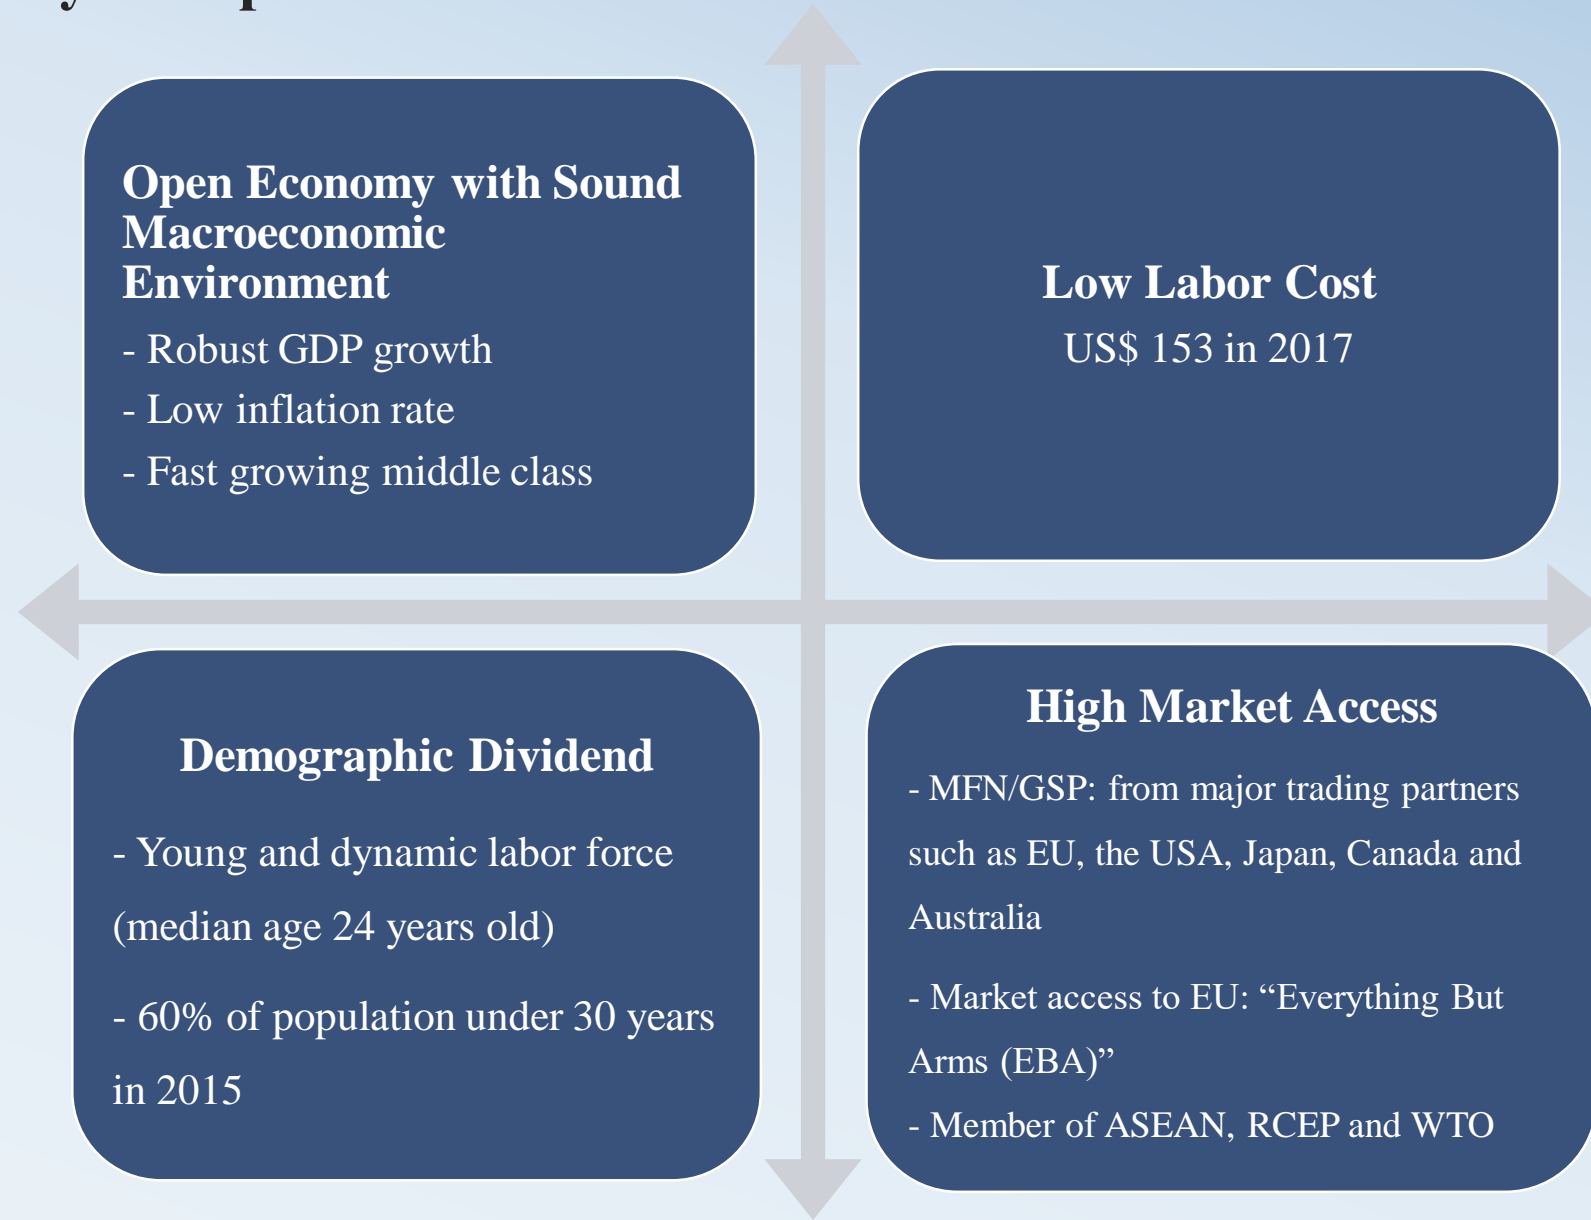 Open Economy with Sound
Macroeconomic
Environment
- Robust GDP growth
- Low inflation rate
- Fast growing middle class
Low Labor Cost
US$ 153 in 2017
Demographic Dividend
- Young and dynamic labor force
(median age 24 years old)
- 60% of population under 30 years
in 2015
High Market Access
- MFN/GSP: from major trading partners
such as EU, the USA, Japan, Canada and
Australia
- Market access to EU: “Everything But
Arms (EBA)”
- Member of ASEAN, RCEP and WTO